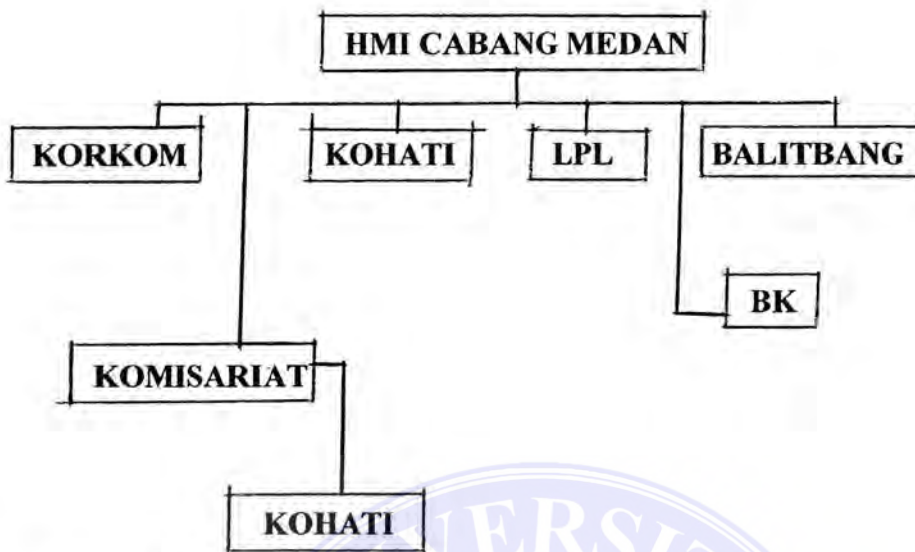 HMI CABANG MEDAN
KORKOM
KOHATI
LPL
BALITBANG
BK
KOMISARIAT
KOHATI